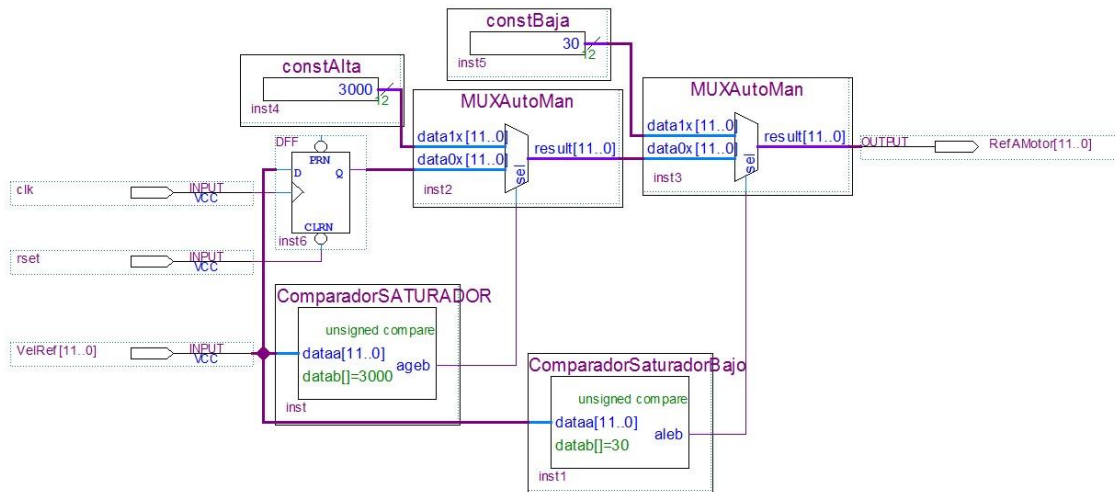 constBaja
30
12
inst5
constAlta
3000
12
inst4
MUXAutoMan
data1x[11..0]
data0x[11..0]
result[11..0]
sel
inst2
MUXAutoMan
data1x[11..0]
data0x[11..0]
result[11..0]
sel
inst3
OUTPUT
RefAMotor[11..0]
DFF
PRN
D
Q
CLRN
inst6
clk
INPUT
VCC
rset
INPUT
VCC
VelRef[11..0]
INPUT
VCC
ComparadorSATURADOR
unsigned compare
dataa[11..0]
datab[]=3000
ageb
inst
ComparadorSaturadorBajo
unsigned compare
dataa[11..0]
datab[]=30
aleb
inst1